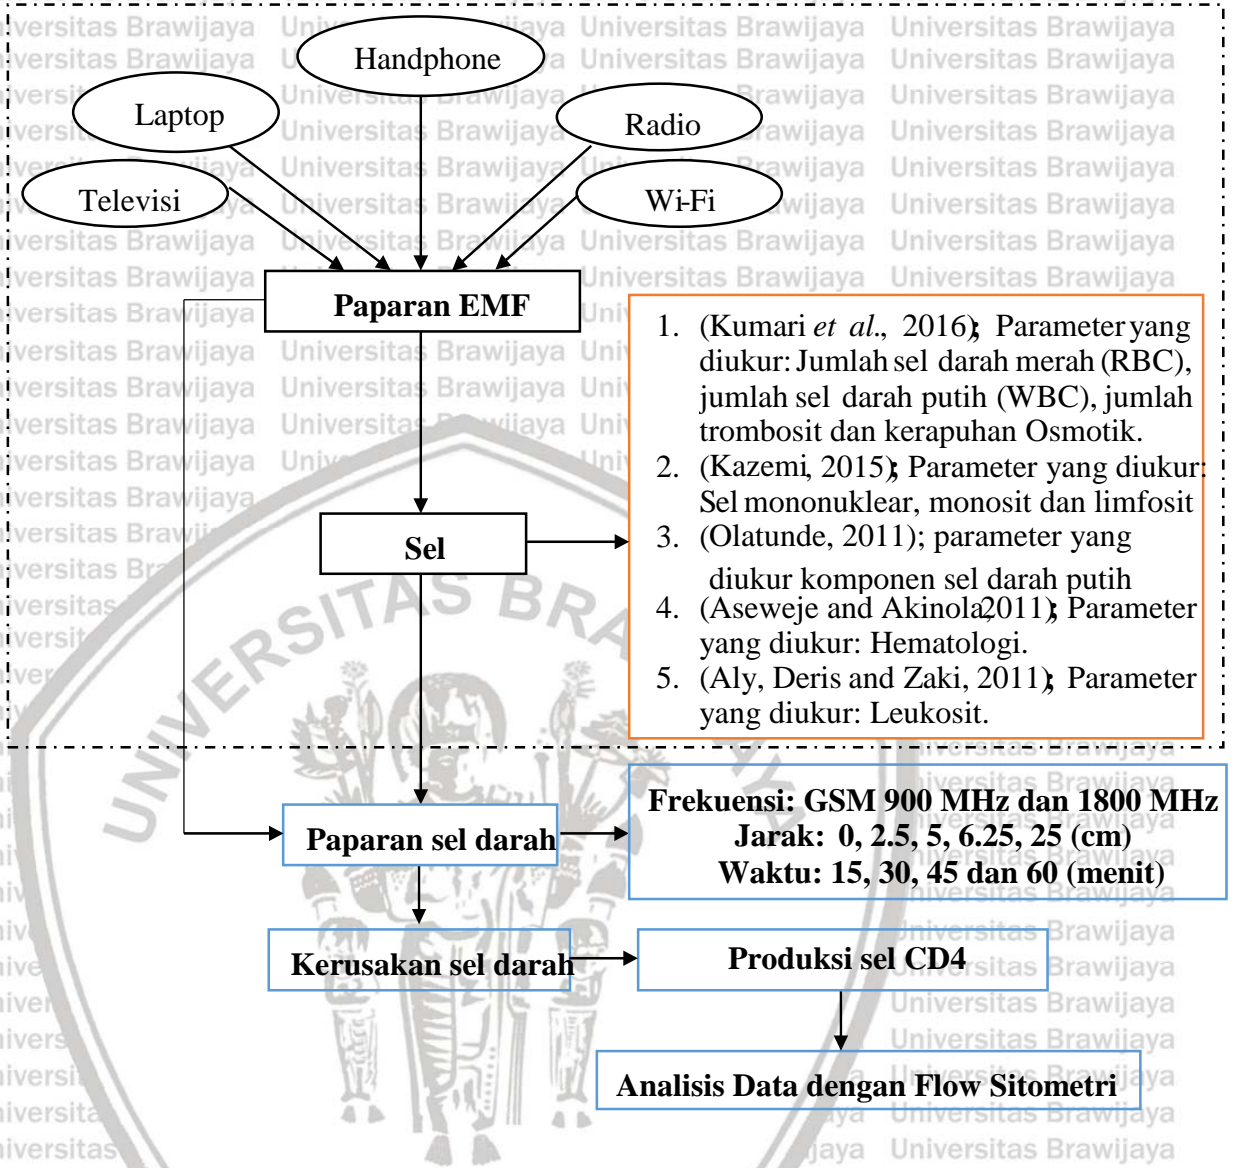 Handphone
Laptop
Radio
Televisi
Wi-Fi
Paparan EMF
1. (Kumari et al., 2016); Parameter yang
diukur: Jumlah sel darah merah (RBC),
jumlah sel darah putih (WBC), jumlah
trombosit dan kerapuhan Osmotik.
2. (Kazemi, 2015); Parameter yang diukur:
Sel mononuklear, monosit dan limfosit
3. (Olatunde, 2011); parameter yang
diukur komponen sel darah putih
4. (Aseweje and Akinola,2011); Parameter
yang diukur: Hematologi.
5. (Aly, Deris and Zaki, 2011); Parameter
yang diukur: Leukosit.
Sel
Paparan sel darah
Frekuensi: GSM 900 MHz dan 1800 MHz
Jarak: 0, 2.5, 5, 6.25, 25 (cm)
Waktu: 15, 30, 45 dan 60 (menit)
Kerusakan sel darah
Produksi sel CD4
Analisis Data dengan Flow Sitometri